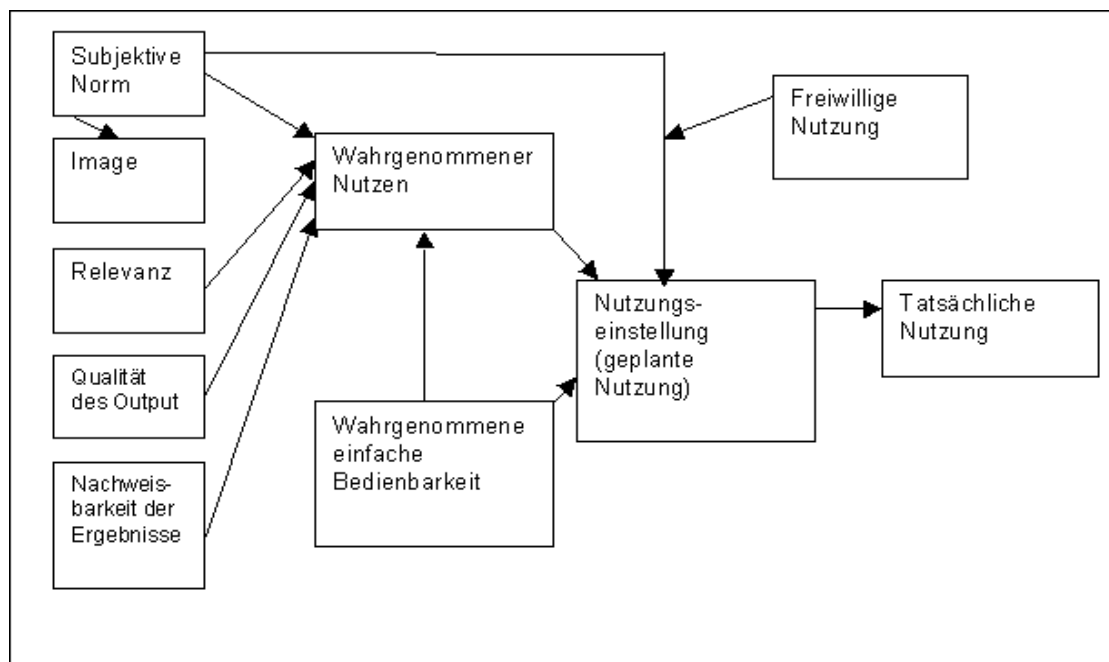 Subjektive
Norm
Image
Relevanz
Qualität
des Output
Nachweis-
barkeit der
Ergebnisse
Wahrgenommener
Nutzen
Wahrgenommene
einfache
Bedienbarkeit
Freiwillige
Nutzung
Nutzungs-
einstellung
(geplante
Nutzung)
Tatsächliche
Nutzung